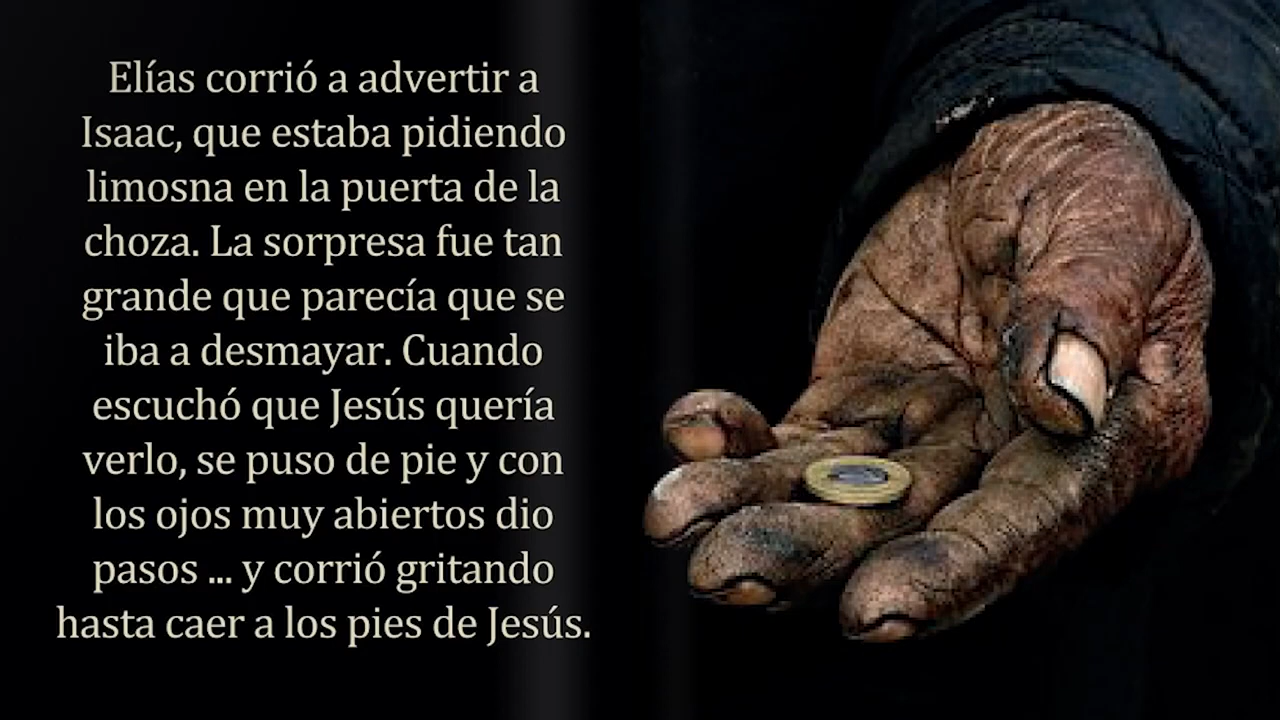 Elías corrió a advertir a
Isaac, que estaba pidiendo
limosna en la puerta de la
choza. La sorpresa fue tan
grande que parecía que se
iba a desmayar. Cuando
escuchó que Jesús quería
verlo, se puso de pie y con
los ojos muy abiertos dio
pasos ... y corrió gritando
hasta caer a los pies de Jesús.